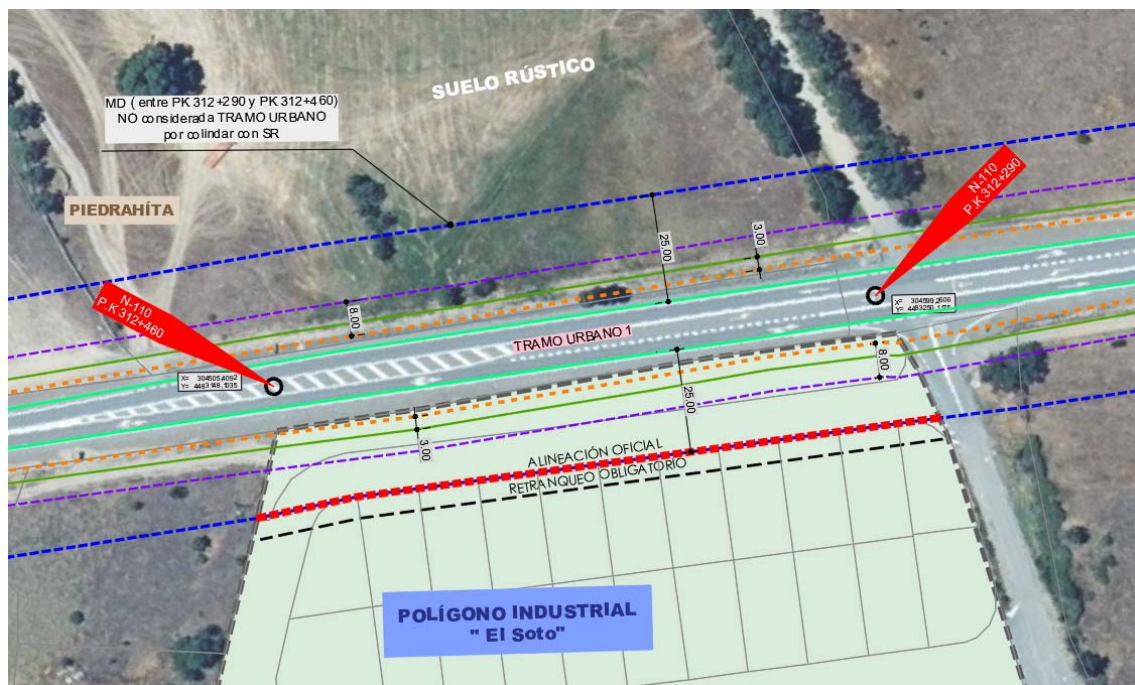 SUELO RÚSTICO
MD ( entre PK 312+290 y PK 312+460)
NO considerada TRAMO URBANO
por colindar con SR
PIEDRAHÍTA
N-110
P.K 312+290
N-110
P.K 312+460
25.00
3.00
8.00
TRAMO URBANO 1
8.00
25.00
3.00
ALINEACIÓN OFICIAL
RETRANQUEO OBLIGATORIO
POLÍGONO INDUSTRIAL
" El Soto"